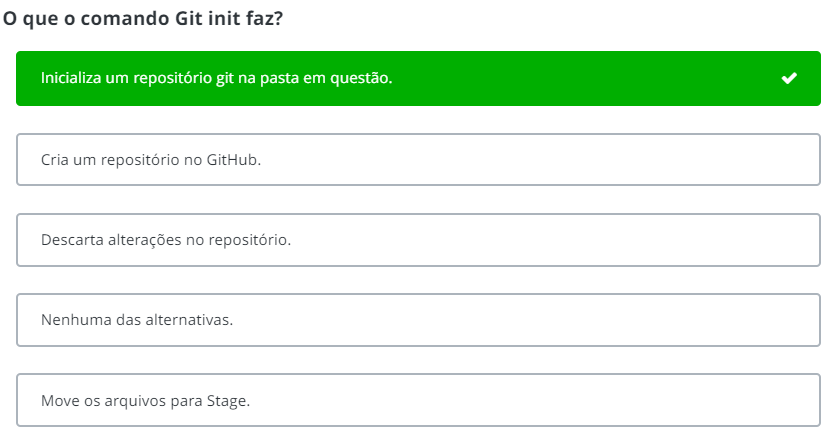 O que o comando Git init faz?
Inicializa um repositório git na pasta em questão.
Cria um repositório no GitHub.
Descarta alterações no repositório.
Nenhuma das alternativas.
Move os arquivos para Stage.